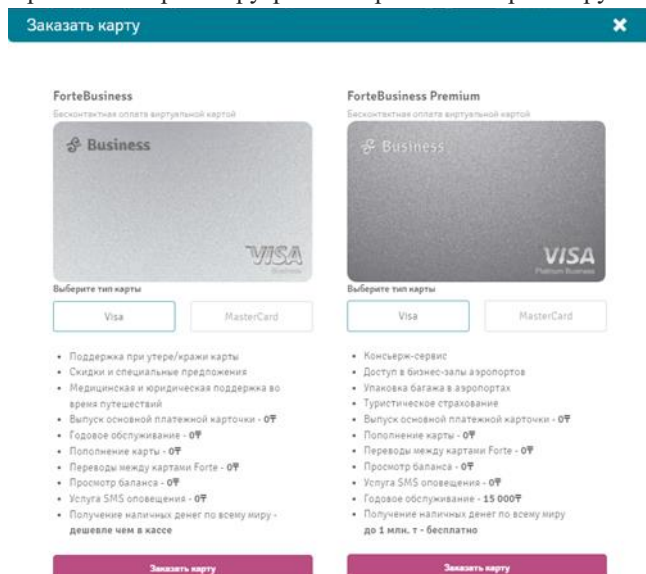 Заказать карту
ForteBusiness
Бесконтактная оплата виртуальной картой
Business
VISA
Business
Выберите тип карты
Visa
MasterCard
• Поддержка при утере/кражи карты
• Скидки и специальные предложения
• Медицинская и юридическая поддержка во
время путешествий
• Выпуск основной платежной карточки - 0₸
• Годовое обслуживание - 0₸
• Пополнение карты - 0₸
• Переводы между картами Forte - 0₸
• Просмотр баланса - 0₸
• Услуга SMS оповещения - 0₸
• Получение наличных денег по всему миру -
дешевле чем в кассе
Заказать карту
ForteBusiness Premium
Бесконтактная оплата виртуальной картой
Business
VISA
Platinum Business
Выберите тип карты
Visa
MasterCard
• Консьерж-сервис
• Доступ в бизнес-залы аэропортов
• Упаковка багажа в аэропортах
• Туристическое страхование
• Выпуск основной платежной карточки - 0₸
• Пополнение карты - 0₸
• Переводы между картами Forte - 0₸
• Просмотр баланса - 0₸
• Услуга SMS оповещения - 0₸
• Годовое обслуживание - 15 000₸
• Получение наличных денег по всему миру
до 1 млн. т - бесплатно
Заказать карту